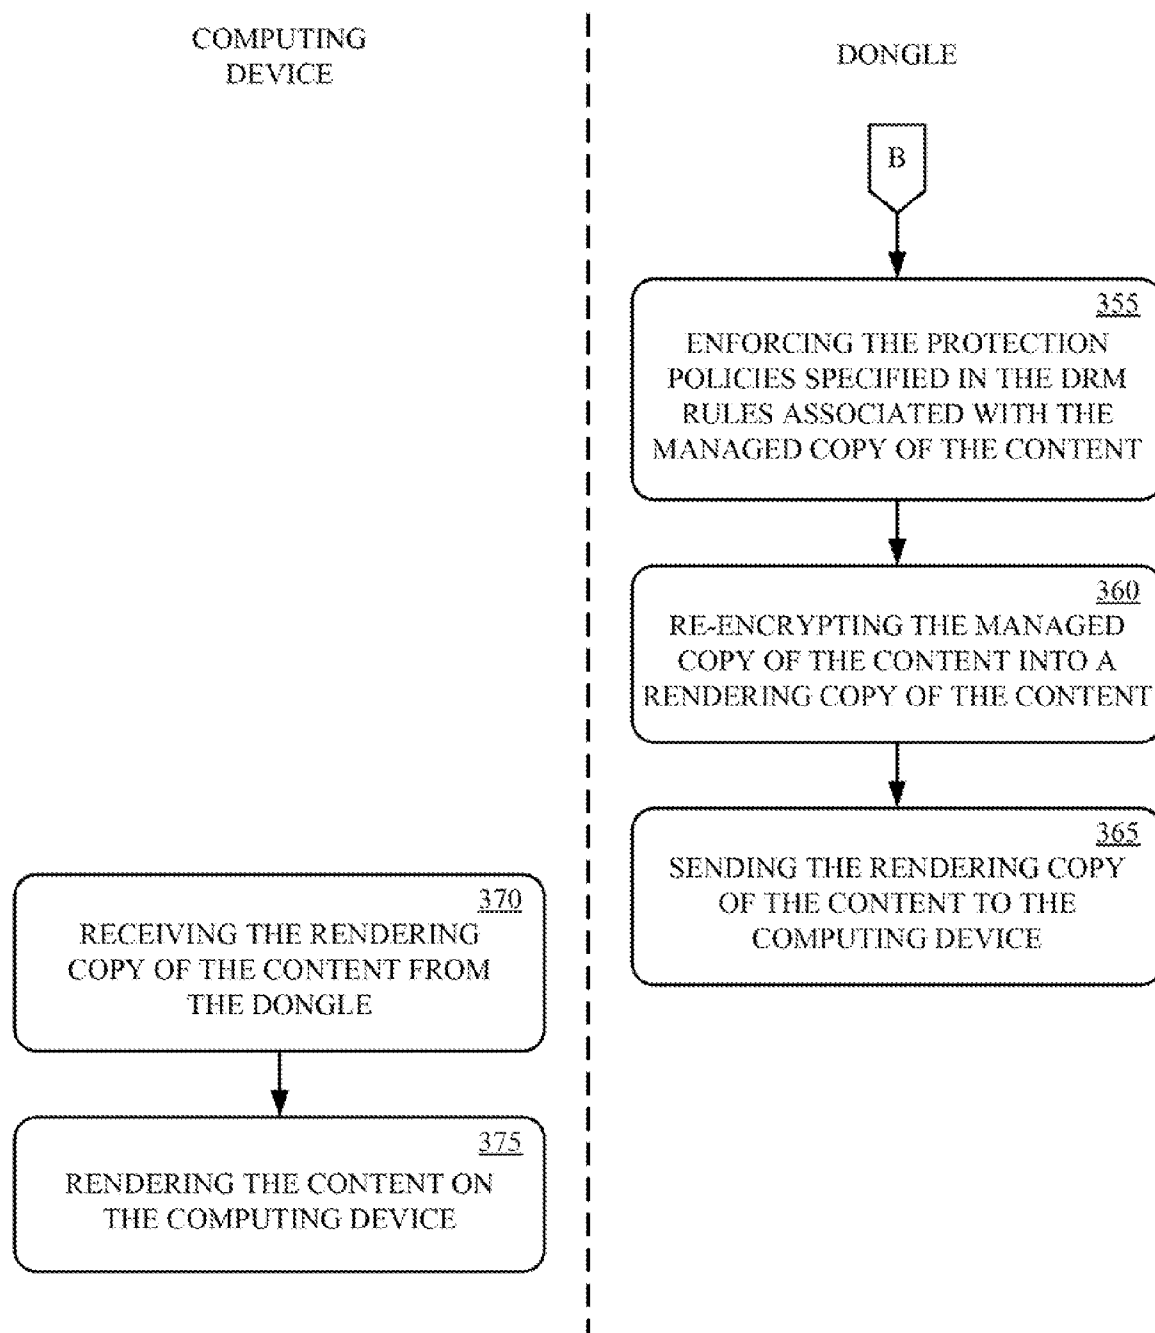 COMPUTING
DEVICE
DONGLE
B
355
ENFORCING THE PROTECTION
POLICIES SPECIFIED IN THE DRM
RULES ASSOCIATED WITH THE
MANAGED COPY OF THE CONTENT
360
RE-ENCRYPTING THE MANAGED
COPY OF THE CONTENT INTO A
RENDERING COPY OF THE CONTENT
365
SENDING THE RENDERING COPY
OF THE CONTENT TO THE
COMPUTING DEVICE
370
RECEIVING THE RENDERING
COPY OF THE CONTENT FROM
THE DONGLE
375
RENDERING THE CONTENT ON
THE COMPUTING DEVICE